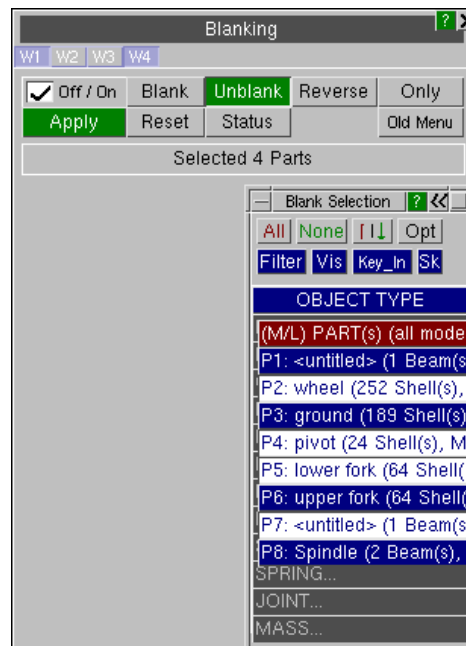 Blanking ?
W1 W2 W3 W4
Off / On Blank Unblank Reverse Only
Apply Reset Status Old Menu
Selected 4 Parts
Blank Selection ?
All None Opt
Filter Vis Key_In Sk
OBJECT TYPE
(M/L) PART(s) (all mode
P1: <untitled> (1 Beam(s
P2: wheel (252 Shell(s),
P3: ground (189 Shell(s)
P4: pivot (24 Shell(s), M
P5: lower fork (64 Shell(
P6: upper fork (64 Shell(
P7: <untitled> (1 Beam(s
P8: Spindle (2 Beam(s),
SPRING...
JOINT...
MASS...